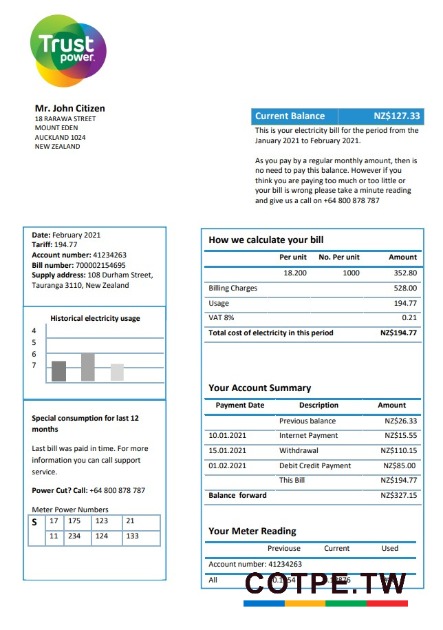 Trust
power.
Mr. John Citizen
18 RARAWA STREET
MOUNT EDEN
AUCKLAND 1024
NEW ZEALAND
Current Balance NZ$127.33
This is your electricity bill for the period from the
January 2021 to February 2021.
As you pay by a regular monthly amount, then is
no need to pay this balance. However if you
think you are paying too much or too little or
your bill is wrong please take a minute reading
and give us a call on +64 800 878 787
Date: February 2021
Tariff: 194.77
Account number: 41234263
Bill number: 700002154695
Supply address: 108 Durham Street,
Tauranga 3110, New Zealand
Historical electricity usage
4
5
6
7
Special consumption for last 12
months
Last bill was paid in time. For more
information you can call support
service.
Power Cut? Call: +64 800 878 787
Meter Power Numbers
S 17 175 123 21
11 234 124 133
How we calculate your bill
Per unit No. Per unit Amount
18.200 1000 352.80
Billing Charges 528.00
Usage 194.77
VAT 8% 0.21
Total cost of electricity in this period NZ$194.77
Your Account Summary
Payment Date Description Amount
Previous balance NZ$26.33
10.01.2021 Internet Payment NZ$15.55
15.01.2021 Withdrawal NZ$110.15
01.02.2021 Debit Credit Payment NZ$85.00
This Bill NZ$194.77
Balance forward NZ$327.15
Your Meter Reading
Previouse Current Used
Account number: 41234263
All
COTPE.TW